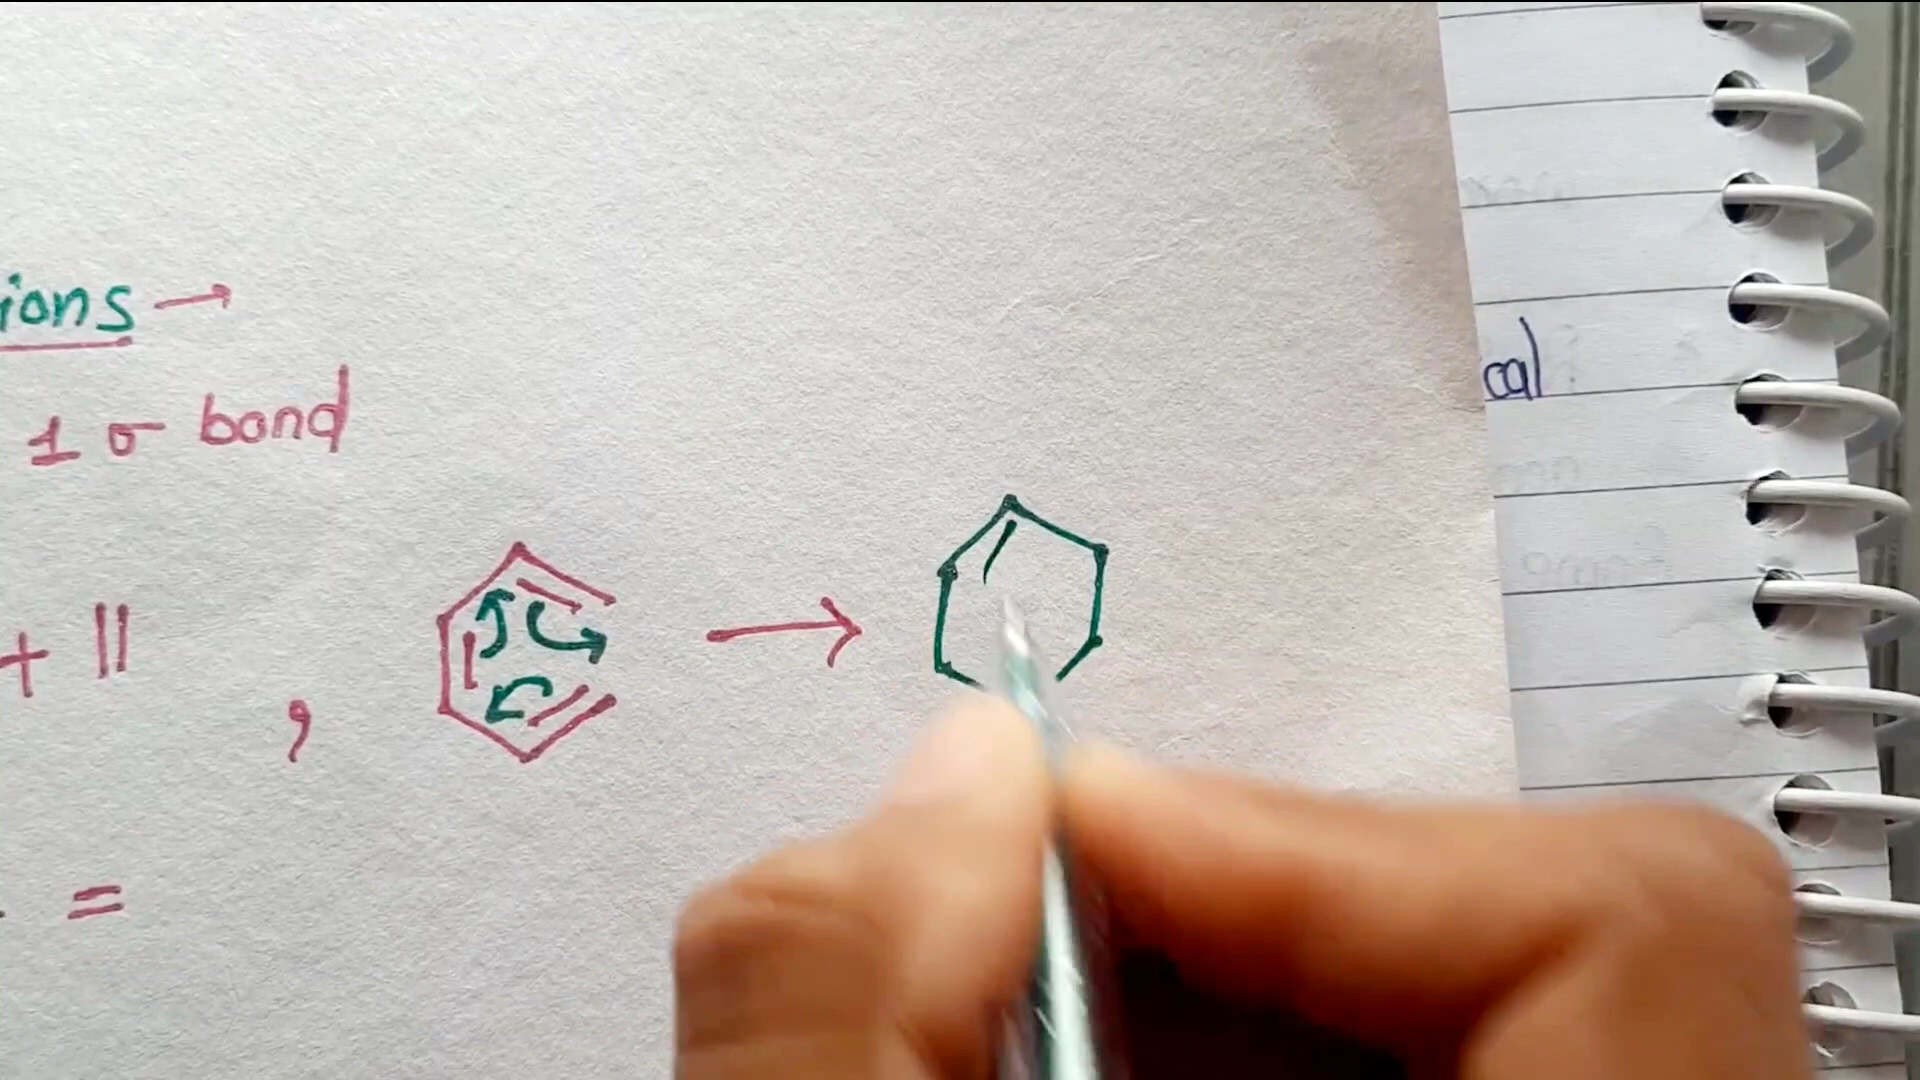 ions →
cal
1 σ bond
+ ||
,
=